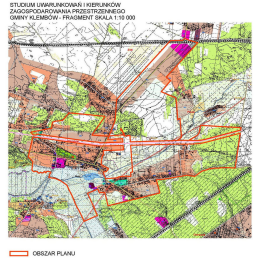 STUDIUM UWARUNKOWAŃ I KIERUNKÓW
ZAGOSPODAROWANIA PRZESTRZENNEGO
GMINY KLEMBÓW - FRAGMENT SKALA 1:10 000
OBSZAR PLANU